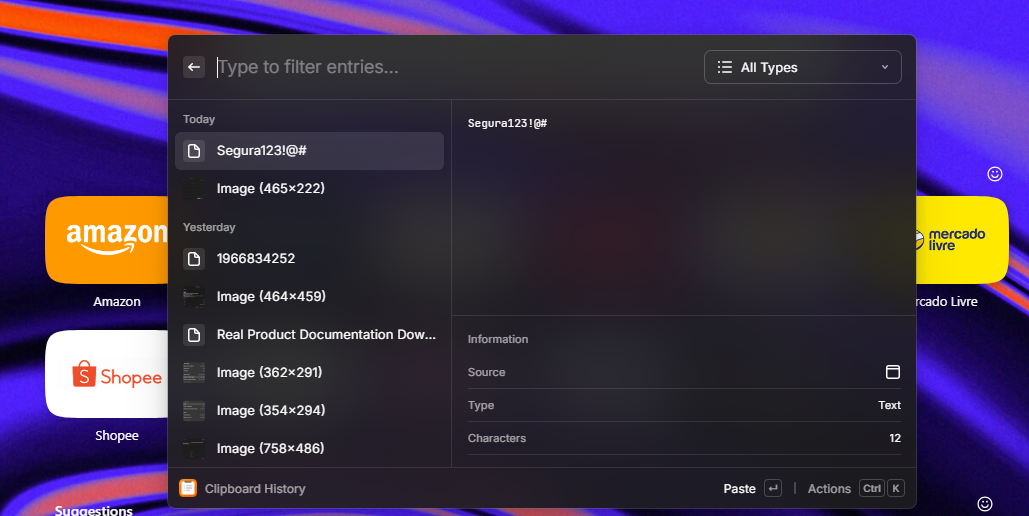 Type to filter entries...
All Types
Today
Segura123!@#
Image (465×222)
Yesterday
1966834252
Image (464×459)
Real Product Documentation Dow...
Image (362×291)
Image (354×294)
Image (758×486)
Segura123!@#
Information
Source
Type Text
Characters 12
Clipboard History
Paste
Actions Ctrl K
amazon
Amazon
Shopee
Shopee
mercado
livre
rcado Livre
Suggestions